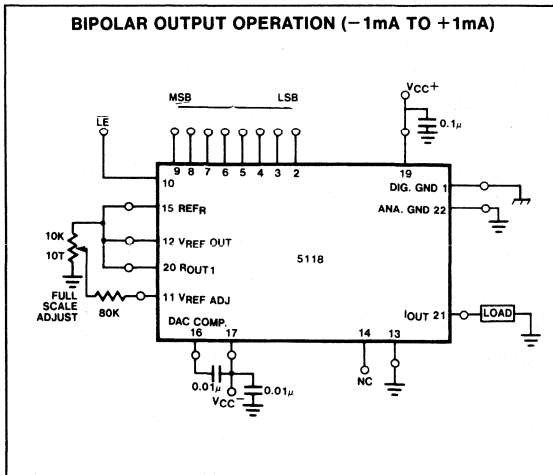 BIPOLAR OUTPUT OPERATION (−1mA TO +1mA)
VCC+
MSB LSB
LE
0.1μ
9 8 7 6 5 4 3 2
19
10
DIG. GND 1
15 REFR
ANA. GND 22
10K
10T
12 VREF OUT
5118
20 ROUT 1
FULL
SCALE
ADJUST
80K
11 VREF ADJ
IOUT 21
LOAD
DAC COMP.
16 17
14 13
0.01μ
0.01μ
VCC−
NC